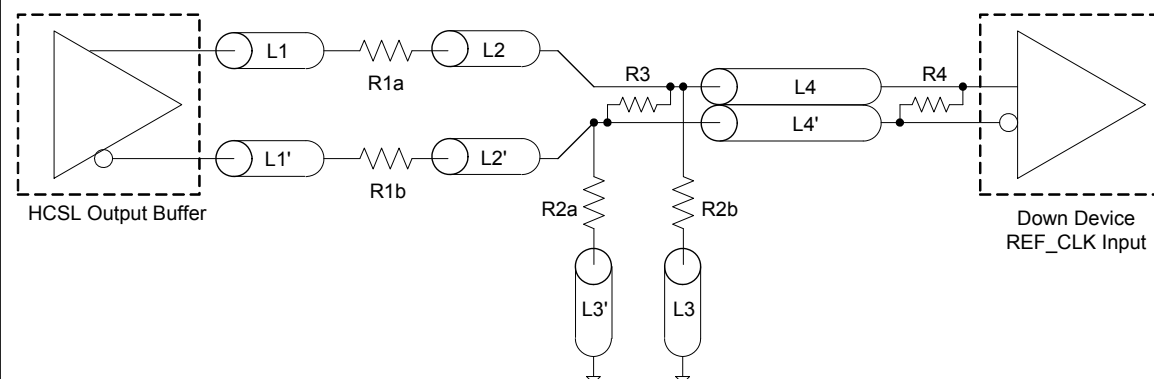 L1
R1a
L2
R3
L4
R4
L4'
L1'
R1b
L2'
HCSL Output Buffer
R2a
R2b
Down Device
REF_CLK Input
L3'
L3